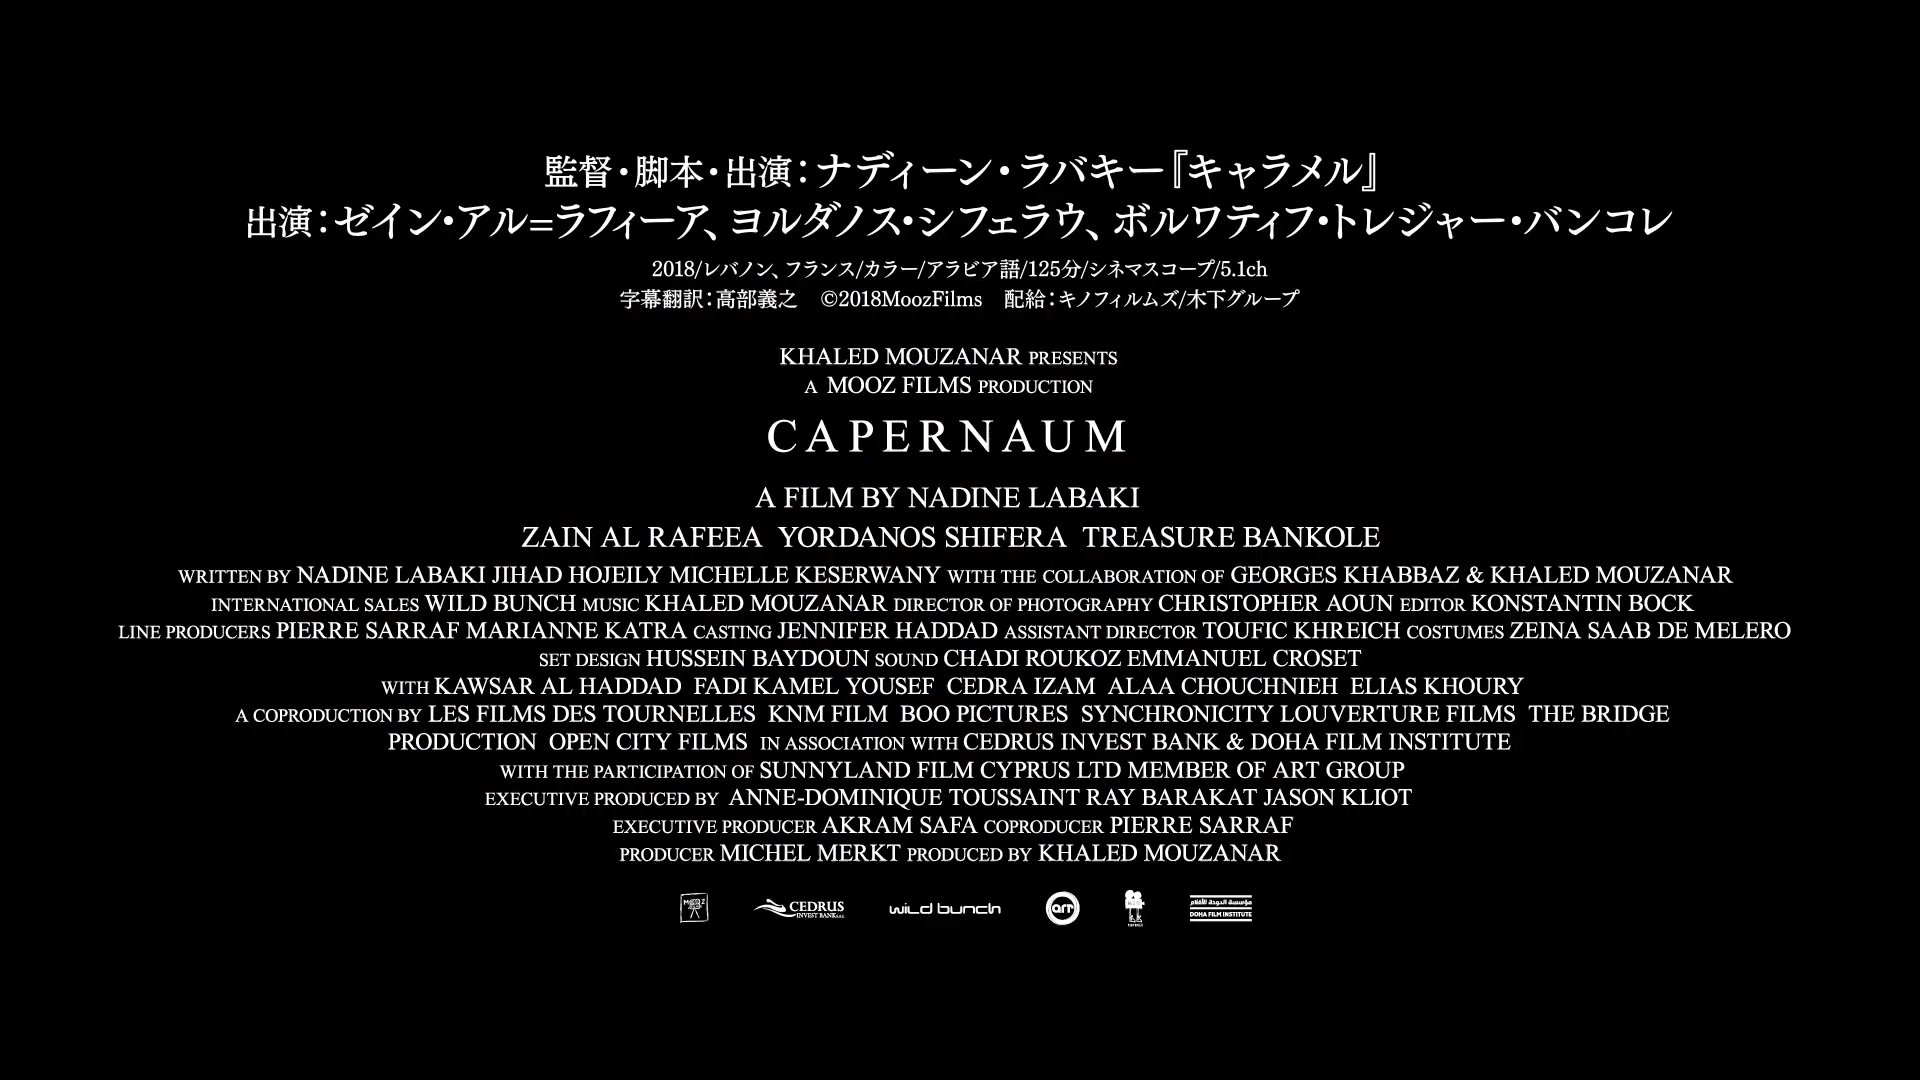 監督・脚本・出演：ナディーン・ラバキー『キャラメル』
出演：ゼイン・アル=ラフィーア、ヨルダノス・シフェラウ、ボルワティフ・トレジャー・バンコレ
2018/レバノン、フランス/カラー/アラビア語/125分/シネマスコープ/5.1ch
字幕翻訳：高部義之　©2018MoozFilms　配給：キノフィルムズ/木下グループ
KHALED MOUZANAR PRESENTS
A MOOZ FILMS PRODUCTION
CAPERNAUM
A FILM BY NADINE LABAKI
ZAIN AL RAFEEA YORDANOS SHIFERA TREASURE BANKOLE
WRITTEN BY NADINE LABAKI JIHAD HOJEILY MICHELLE KESERWANY WITH THE COLLABORATION OF GEORGES KHABBAZ & KHALED MOUZANAR
INTERNATIONAL SALES WILD BUNCH MUSIC KHALED MOUZANAR DIRECTOR OF PHOTOGRAPHY CHRISTOPHER AOUN EDITOR KONSTANTIN BOCK
LINE PRODUCERS PIERRE SARRAF MARIANNE KATRA CASTING JENNIFER HADDAD ASSISTANT DIRECTOR TOUFIC KHREICH COSTUMES ZEINA SAAB DE MELERO
SET DESIGN HUSSEIN BAYDOUN SOUND CHADI ROUKOZ EMMANUEL CROSET
WITH KAWSAR AL HADDAD FADI KAMEL YOUSEF CEDRA IZAM ALAA CHOUCHNIEH ELIAS KHOURY
A COPRODUCTION BY LES FILMS DES TOURNELLES KNM FILM BOO PICTURES SYNCHRONICITY LOUVERTURE FILMS THE BRIDGE
PRODUCTION OPEN CITY FILMS IN ASSOCIATION WITH CEDRUS INVEST BANK & DOHA FILM INSTITUTE
WITH THE PARTICIPATION OF SUNNYLAND FILM CYPRUS LTD MEMBER OF ART GROUP
EXECUTIVE PRODUCED BY ANNE-DOMINIQUE TOUSSAINT RAY BARAKAT JASON KLIOT
EXECUTIVE PRODUCER AKRAM SAFA COPRODUCER PIERRE SARRAF
PRODUCER MICHEL MERKT PRODUCED BY KHALED MOUZANAR
CEDRUS
INVEST BANK
wild bunch
art
مؤسسة الدوحة للأفلام
DOHA FILM INSTITUTE